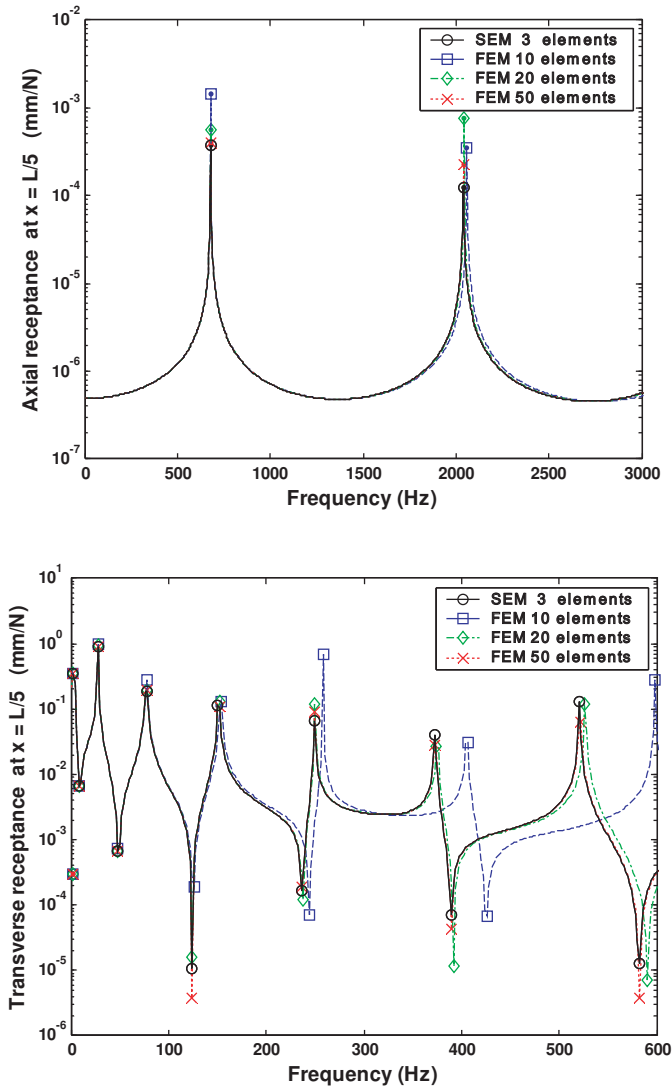 10^-2
10^-3
10^-4
10^-5
10^-6
10^-7
Axial receptance at x = L/5 (mm/N)
SEM 3 elements
FEM 10 elements
FEM 20 elements
FEM 50 elements
0 500 1000 1500 2000 2500 3000
Frequency (Hz)
10^1
10^0
10^-1
10^-2
10^-3
10^-4
10^-5
10^-6
Transverse receptance at x = L/5 (mm/N)
SEM 3 elements
FEM 10 elements
FEM 20 elements
FEM 50 elements
0 100 200 300 400 500 600
Frequency (Hz)